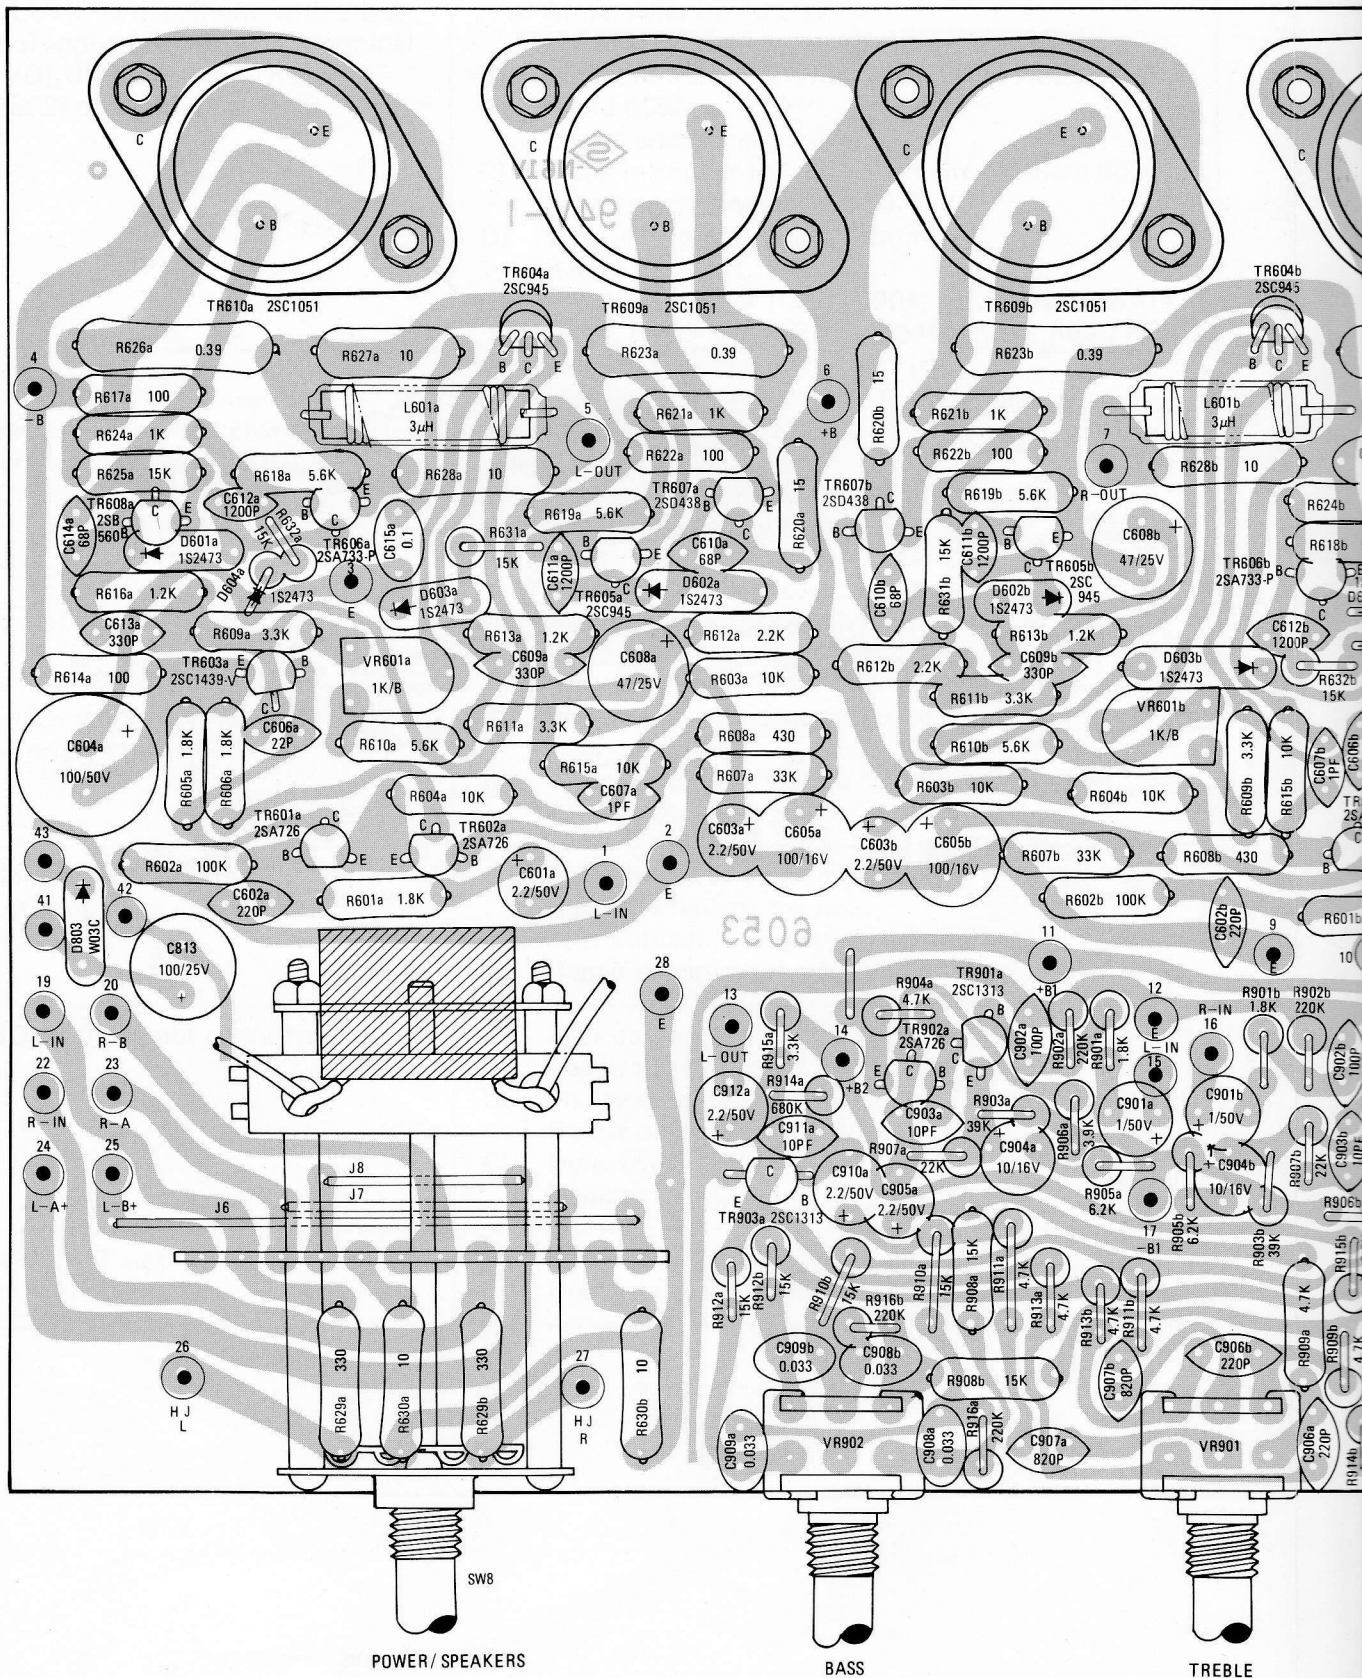 C
E
B
C
E
B
C
E
B
C
N61V
94V-1
TR604a
2SC945
TR604b
2SC945
TR610a 2SC1051
TR609a 2SC1051
TR609b 2SC1051
R626a 0.39
R627a 10
B C E
R623a 0.39
R623b 0.39
B C E
4
-B
R617a 100
L601a
3μH
5
L-OUT
R621a 1K
6
+B
R620b 15
R621b 1K
7
R-OUT
L601b
3μH
R624a 1K
R622a 100
R622b 100
R625a 15K
R618a 5.6K
R628a 10
R628b 10
TR608a
2SB
560
C
B
E
C612a
1200P
R632a
15K
E
B
C
TR606a
2SA733-P
C615a
0.1
R631a
15K
R619a 5.6K
TR607a
2SD438
B
E
C
R620a 15
TR607b
2SD438
C
B
E
R619b 5.6K
C608b
47/25V
+
R624b
C614a
68P
D601a
1S2473
C611a
1200P
B
E
C
C610a
68P
R631b 15K
C611b
1200P
B
E
C
TR605b
2SC
945
R618b
TR606b
2SA733-P
B
C
D604a
1S2473
3
E
D603a
1S2473
TR605a
2SC945
D602a
1S2473
C610b
68P
D602b
1S2473
R616a 1.2K
C613a
330P
R609a 3.3K
R613a 1.2K
C609a
330P
C608a
47/25V
+
R612a 2.2K
R613b 1.2K
C609b
330P
C612b
1200P
R614a 100
TR603a
2SC1439-V
E
B
C
VR601a
1K/B
R603a 10K
R612b 2.2K
D603b
1S2473
R632b
15K
R611b 3.3K
C604a
100/50V
+
R605a 1.8K
R606a 1.8K
C606a
22P
R610a 5.6K
R611a 3.3K
R608a 430
R610b 5.6K
VR601b
1K/B
R609b 3.3K
R615b 10K
C607b
1PF
C606b
R615a 10K
C607a
1PF
R607a 33K
R603b 10K
R604b 10K
R604a 10K
TR601a
2SA726
C
B
E
TR602a
2SA726
C
E
B
C603a
2.2/50V
+
C605a
100/16V
+
C603b
2.2/50V
+
C605b
100/16V
+
R607b 33K
R608b 430
C
B
43
R602a 100K
C602a
220P
R601a 1.8K
C601a
2.2/50V
+
1
L-IN
2
E
R602b 100K
C602b
220P
R601b
41
D803
W03C
42
C813
100/25V
+
6053
9
E
10
28
E
11
+B1
19
L-IN
20
R-B
13
L-OUT
R915a
3.3K
R904a
4.7K
TR901a
2SC1313
B
C
E
C902a
100P
R902a
220K
R901a
1.8K
12
E
L-IN
15
R-IN
16
R901b
1.8K
R902b
220K
C902b
100P
14
+B2
TR902a
2SA726
E
C
B
22
R-IN
23
R-A
C912a
2.2/50V
+
R914a
680K
C911a
10PF
C903a
10PF
R903a
39K
C904a
10/16V
+
R906a
3.9K
C901a
1/50V
+
C901b
1/50V
+
R907b
22K
C903b
10PF
R907a
22K
24
L-A+
25
L-B+
J8
J7
J6
C
E
B
TR903a 2SC1313
C910a
2.2/50V
+
C905a
2.2/50V
+
R905a
6.2K
17
-B1
R905b
6.2K
C904b
10/16V
R903b
39K
R906b
R912a
15K
R912b
15K
R910b
15K
R910a
15K
R908a 15K
R911a
4.7K
R913a
4.7K
R913b
4.7K
R911b
4.7K
R909a 4.7K
R915b
R909b
4.7K
R916b
220K
C909b
0.033
C908b
0.033
C906b
220P
26
H J
L
R629a 330
R630a 10
R629b 330
27
H J
R
R630b 10
R908b 15K
C907b
820P
C909a
0.033
VR902
C908a
0.033
R916a
220K
C907a
820P
VR901
C906a
220P
R914b
SW8
POWER/SPEAKERS
BASS
TREBLE